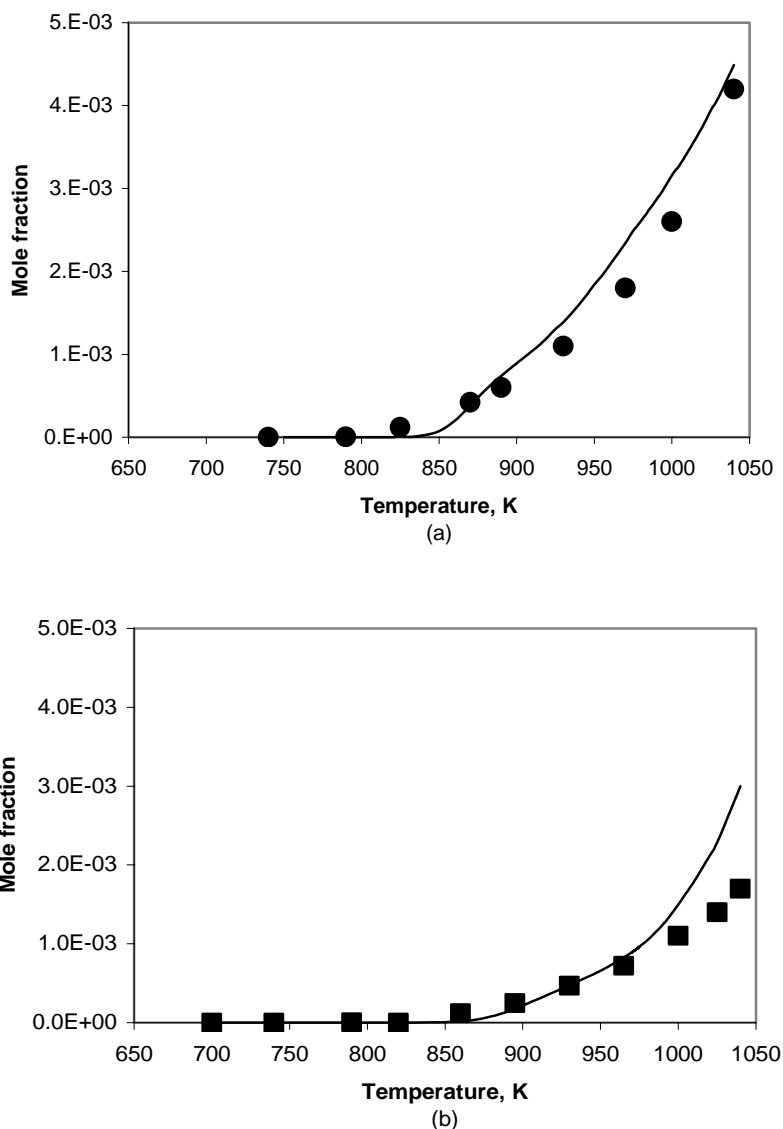 5.E-03
4.E-03
3.E-03
2.E-03
1.E-03
0.E+00
Mole fraction
650 700 750 800 850 900 950 1000 1050
Temperature, K
(a)
5.0E-03
4.0E-03
3.0E-03
2.0E-03
1.0E-03
0.0E+00
Mole fraction
650 700 750 800 850 900 950 1000 1050
Temperature, K
(b)